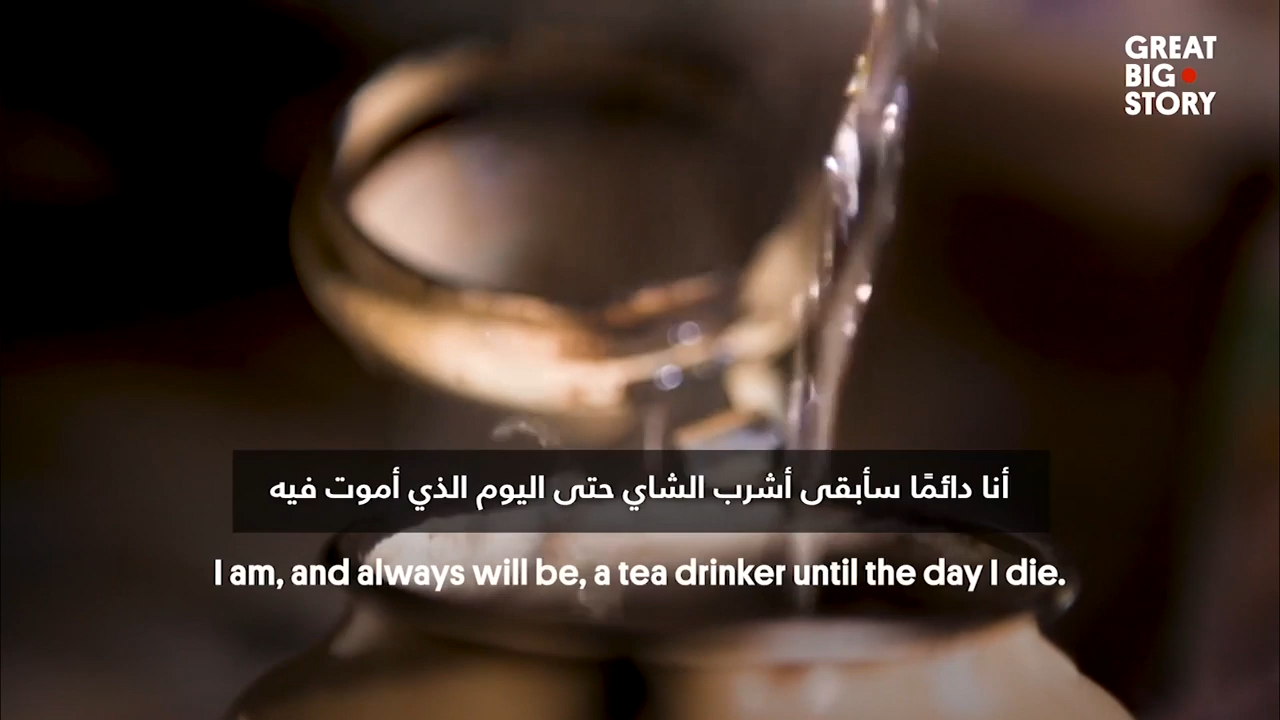 GREAT
BIG
STORY
أنا دائمًا سأبقى أشرب الشاي حتى اليوم الذي أموت فيه
I am, and always will be, a tea drinker until the day I die.